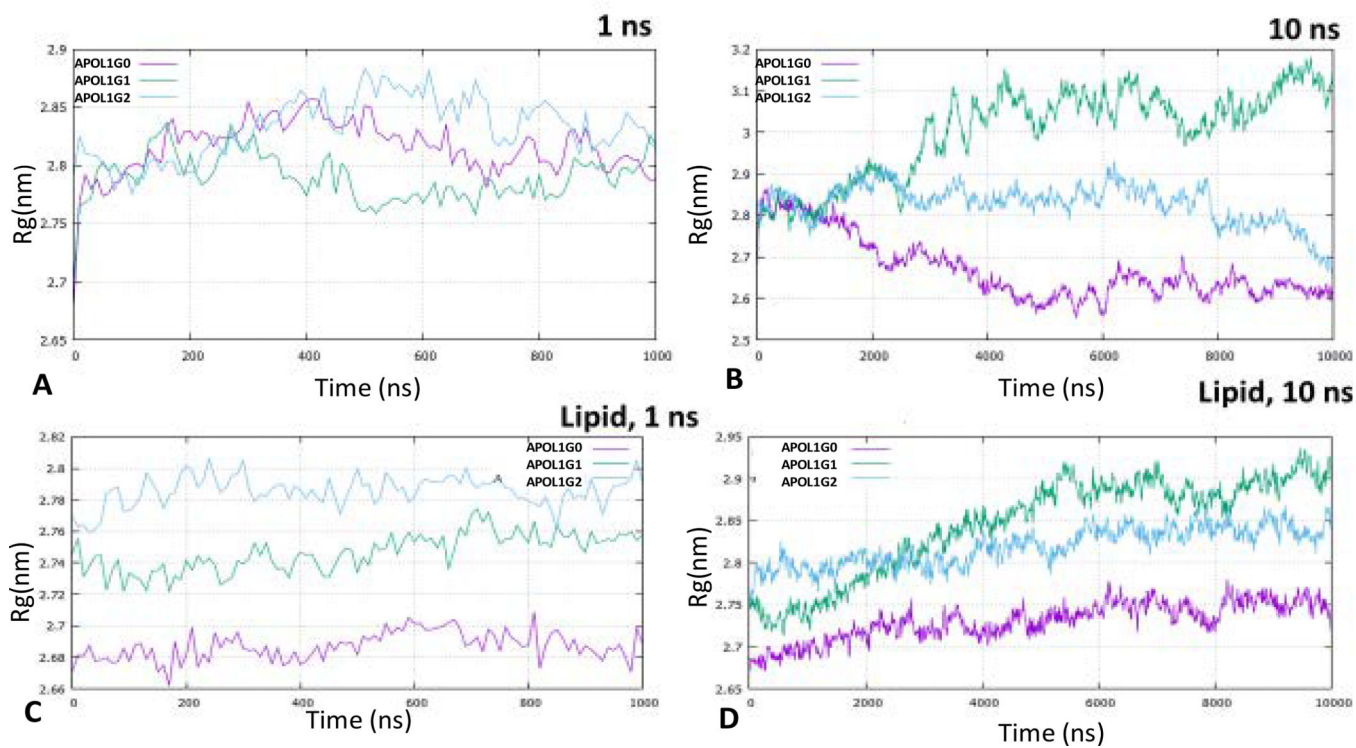 1 ns
2.9
2.85
2.8
2.75
2.7
2.65
Rg(nm)
APOL1G0
APOL1G1
APOL1G2
0
200
400
600
800
1000
Time (ns)
A
10 ns
3.2
3.1
3
2.9
2.8
2.7
2.6
2.5
Rg(nm)
APOL1G0
APOL1G1
APOL1G2
0
2000
4000
6000
8000
10000
Time (ns)
B
Lipid, 1 ns
2.82
2.8
2.78
2.76
2.74
2.72
2.7
2.68
2.66
Rg(nm)
APOL1G0
APOL1G1
APOL1G2
0
200
400
600
800
1000
Time (ns)
C
Lipid, 10 ns
2.95
2.9
2.85
2.8
2.75
2.7
2.65
Rg(nm)
APOL1G0
APOL1G1
APOL1G2
0
2000
4000
6000
8000
10000
Time (ns)
D